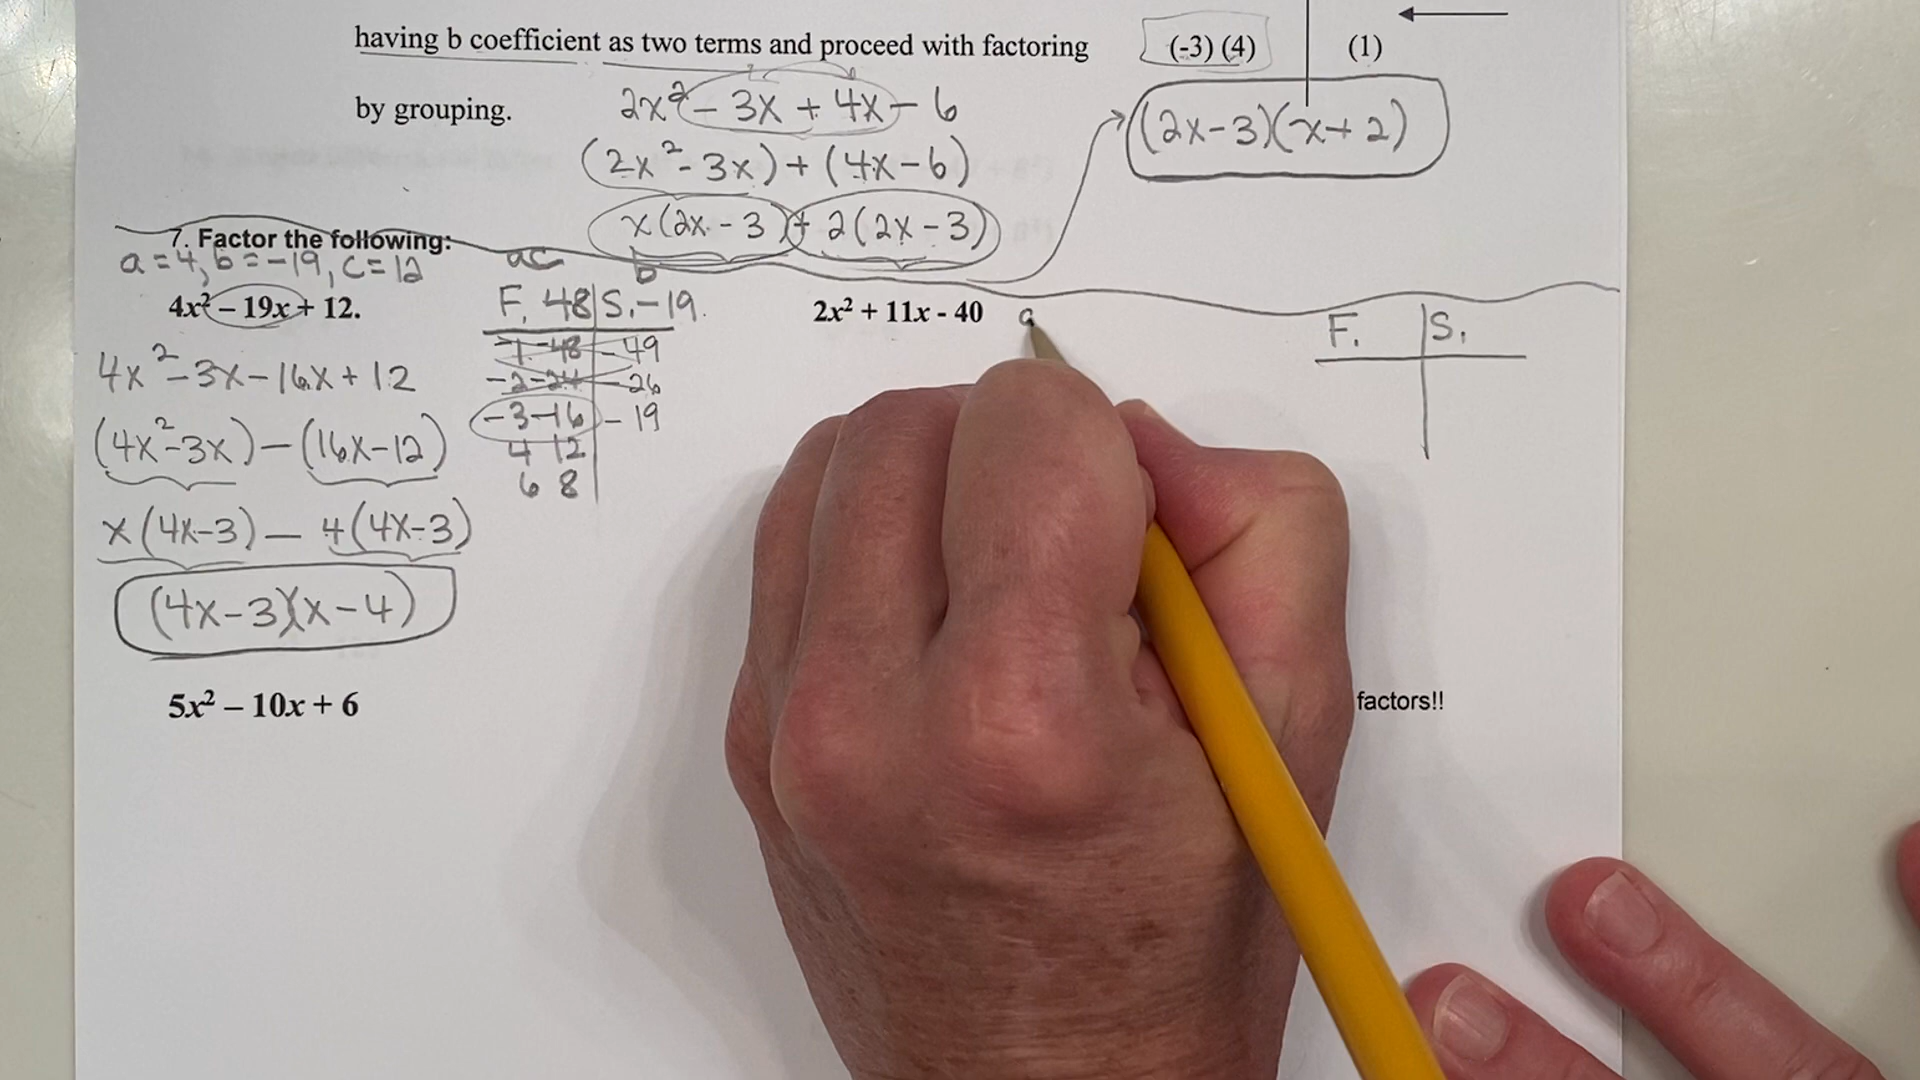 having b coefficient as two terms and proceed with factoring
by grouping.
2x² - 3x + 4x - 6
(2x² - 3x) + (4x - 6)
x(2x - 3) + 2(2x - 3)
(-3) (4) (1)
(2x-3)(x+2)
7. Factor the following:
a = 4, b = -19, c = 12
4x² – 19x + 12.
4x² - 3x - 16x + 12
(4x² - 3x) - (16x - 12)
x(4x-3) - 4(4x-3)
(4x-3)(x-4)
ac b
F. 48 S. -19
-1 -48 -49
-2 -24 -26
-3 -16 -19
4 12
6 8
2x² + 11x - 40 a
F. S.
5x² – 10x + 6
factors!!